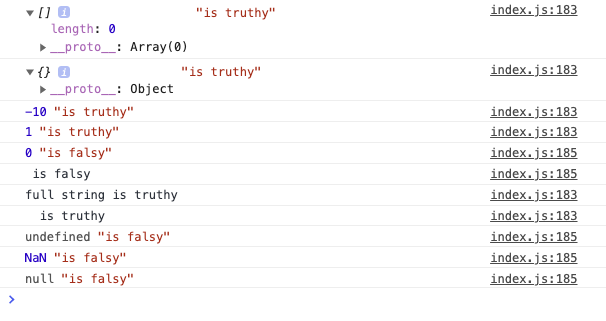 ▼[] i "is truthy" index.js:183
length: 0
▶__proto__: Array(0)
▼{} i "is truthy" index.js:183
▶__proto__: Object
-10 "is truthy" index.js:183
1 "is truthy" index.js:183
0 "is falsy" index.js:185
is falsy index.js:185
full string is truthy index.js:183
is truthy index.js:183
undefined "is falsy" index.js:185
NaN "is falsy" index.js:185
null "is falsy" index.js:185
>